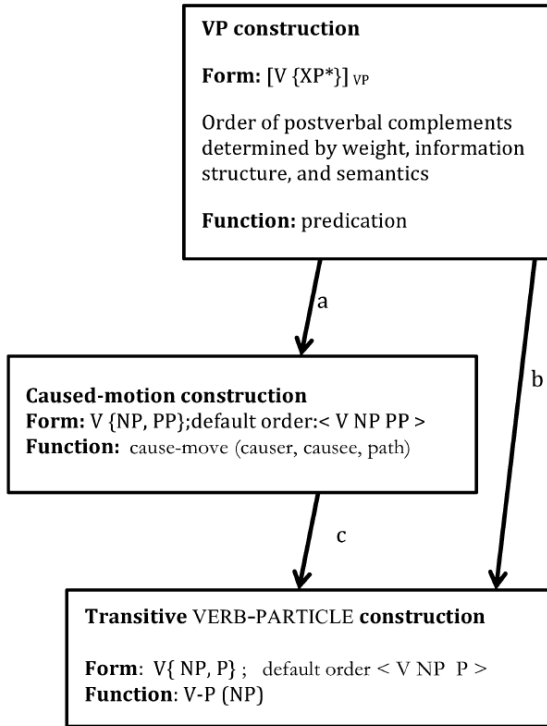 VP construction
Form: [V {XP*}] VP
Order of postverbal complements
determined by weight, information
structure, and semantics
Function: predication
a
b
Caused-motion construction
Form: V {NP, PP};default order:< V NP PP >
Function: cause-move (causer, causee, path)
c
Transitive VERB-PARTICLE construction
Form: V{ NP, P} ; default order < V NP P >
Function: V-P (NP)